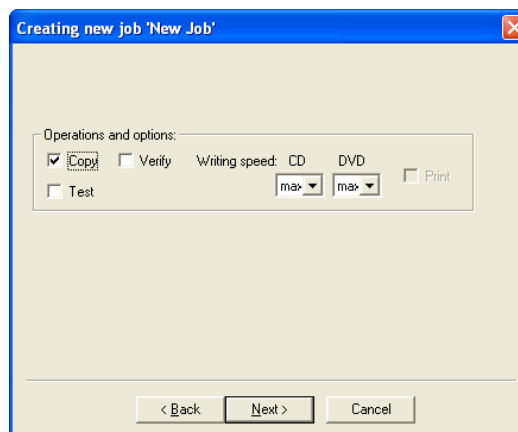 Creating new job 'New Job'
Operations and options:
Copy Verify Writing speed: CD DVD
Print
Test max max
< Back Next > Cancel